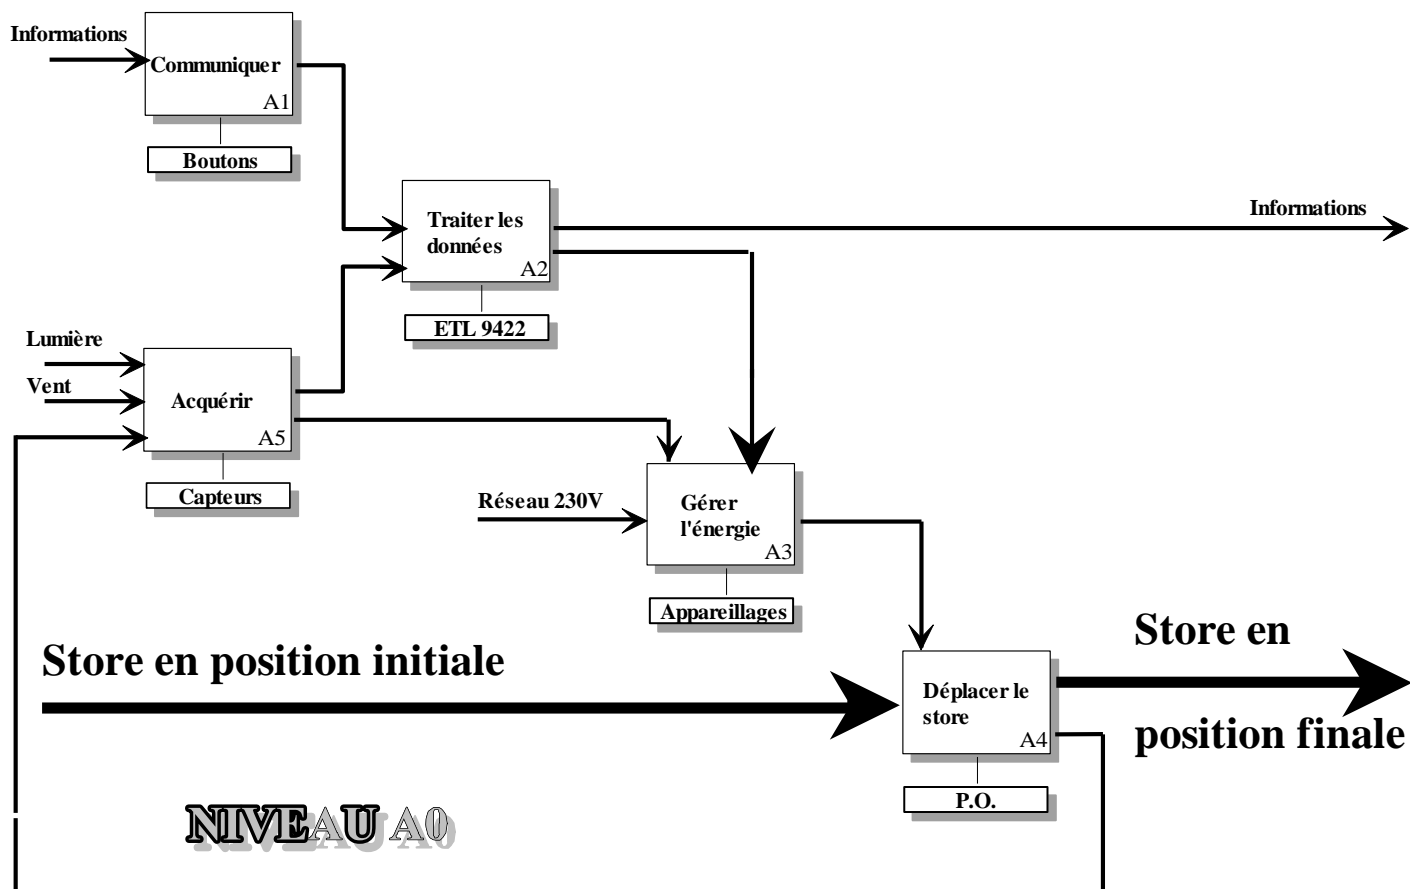 Informations
Communiquer
A1
Boutons
Traiter les
données
A2
ETL 9422
Informations
Lumière
Vent
Acquérir
A5
Capteurs
Réseau 230V
Gérer
l'énergie
A3
Appareillages
Store en position initiale
Déplacer le
store
A4
P.O.
Store en
position finale
NIVEAU A0